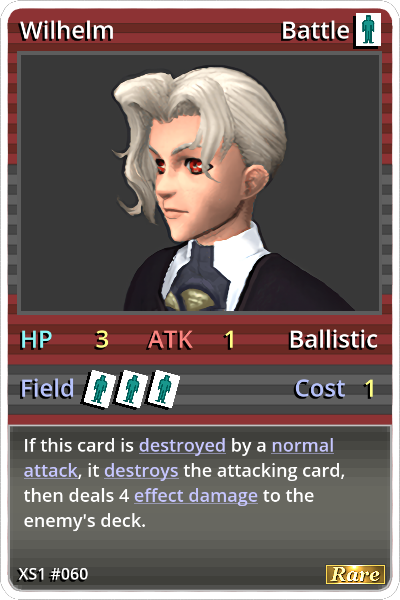 Wilhelm Battle
HP 3 ATK 1 Ballistic
Field Cost 1
If this card is destroyed by a normal
attack, it destroys the attacking card,
then deals 4 effect damage to the
enemy's deck.
XS1 #060 Rare